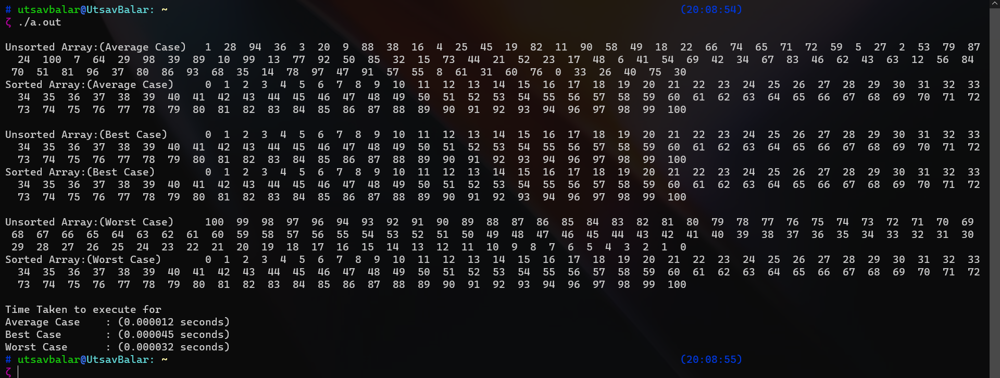 # utsavbalar@UtsavBalar: ~ (20:08:54)
ζ ./a.out
Unsorted Array:(Average Case)   1  28  94  36  3  20  9  88  38  16  4  25  45  19  82  11  90  58  49  18  22  66  74  65  71  72  59  5  27  2  53  79  87
24  100  7  64  29  98  39  89  10  99  13  77  92  50  85  32  15  73  44  21  52  23  17  48  6  41  54  69  42  34  67  83  46  62  43  63  12  56  84
70  51  81  96  37  80  86  93  68  35  14  78  97  47  91  57  55  8  61  31  60  76  0  33  26  40  75  30
Sorted Array:(Average Case)     0  1  2  3  4  5  6  7  8  9  10  11  12  13  14  15  16  17  18  19  20  21  22  23  24  25  26  27  28  29  30  31  32  33
34  35  36  37  38  39  40  41  42  43  44  45  46  47  48  49  50  51  52  53  54  55  56  57  58  59  60  61  62  63  64  65  66  67  68  69  70  71  72
73  74  75  76  77  78  79  80  81  82  83  84  85  86  87  88  89  90  91  92  93  94  96  97  98  99  100
Unsorted Array:(Best Case)      0  1  2  3  4  5  6  7  8  9  10  11  12  13  14  15  16  17  18  19  20  21  22  23  24  25  26  27  28  29  30  31  32  33
34  35  36  37  38  39  40  41  42  43  44  45  46  47  48  49  50  51  52  53  54  55  56  57  58  59  60  61  62  63  64  65  66  67  68  69  70  71  72
73  74  75  76  77  78  79  80  81  82  83  84  85  86  87  88  89  90  91  92  93  94  96  97  98  99  100
Sorted Array:(Best Case)        0  1  2  3  4  5  6  7  8  9  10  11  12  13  14  15  16  17  18  19  20  21  22  23  24  25  26  27  28  29  30  31  32  33
34  35  36  37  38  39  40  41  42  43  44  45  46  47  48  49  50  51  52  53  54  55  56  57  58  59  60  61  62  63  64  65  66  67  68  69  70  71  72
73  74  75  76  77  78  79  80  81  82  83  84  85  86  87  88  89  90  91  92  93  94  96  97  98  99  100
Unsorted Array:(Worst Case)     100  99  98  97  96  94  93  92  91  90  89  88  87  86  85  84  83  82  81  80  79  78  77  76  75  74  73  72  71  70  69
68  67  66  65  64  63  62  61  60  59  58  57  56  55  54  53  52  51  50  49  48  47  46  45  44  43  42  41  40  39  38  37  36  35  34  33  32  31  30
29  28  27  26  25  24  23  22  21  20  19  18  17  16  15  14  13  12  11  10  9  8  7  6  5  4  3  2  1  0
Sorted Array:(Worst Case)       0  1  2  3  4  5  6  7  8  9  10  11  12  13  14  15  16  17  18  19  20  21  22  23  24  25  26  27  28  29  30  31  32  33
34  35  36  37  38  39  40  41  42  43  44  45  46  47  48  49  50  51  52  53  54  55  56  57  58  59  60  61  62  63  64  65  66  67  68  69  70  71  72
73  74  75  76  77  78  79  80  81  82  83  84  85  86  87  88  89  90  91  92  93  94  96  97  98  99  100
Time Taken to execute for
Average Case    : (0.000012 seconds)
Best Case       : (0.000045 seconds)
Worst Case      : (0.000032 seconds)
# utsavbalar@UtsavBalar: ~ (20:08:55)
ζ